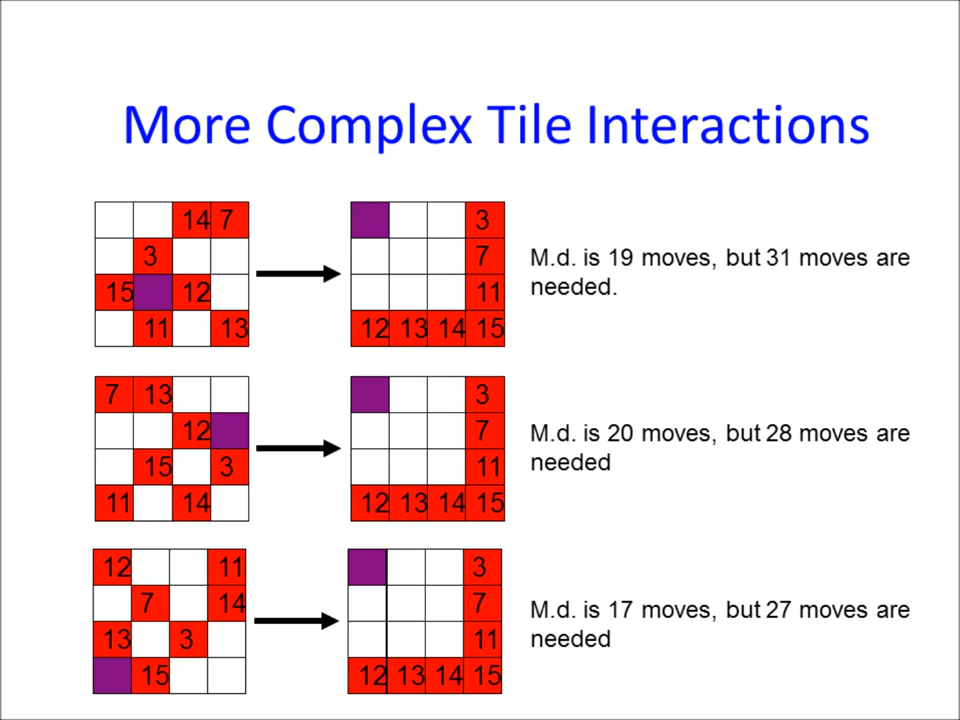 More Complex Tile Interactions
14 7 3
3 7
15 12 11
11 13 12 13 14 15
M.d. is 19 moves, but 31 moves are
needed.
7 13 3
12 7
15 3 11
11 14 12 13 14 15
M.d. is 20 moves, but 28 moves are
needed
12 11 3
7 14 7
13 3 11
15 12 13 14 15
M.d. is 17 moves, but 27 moves are
needed